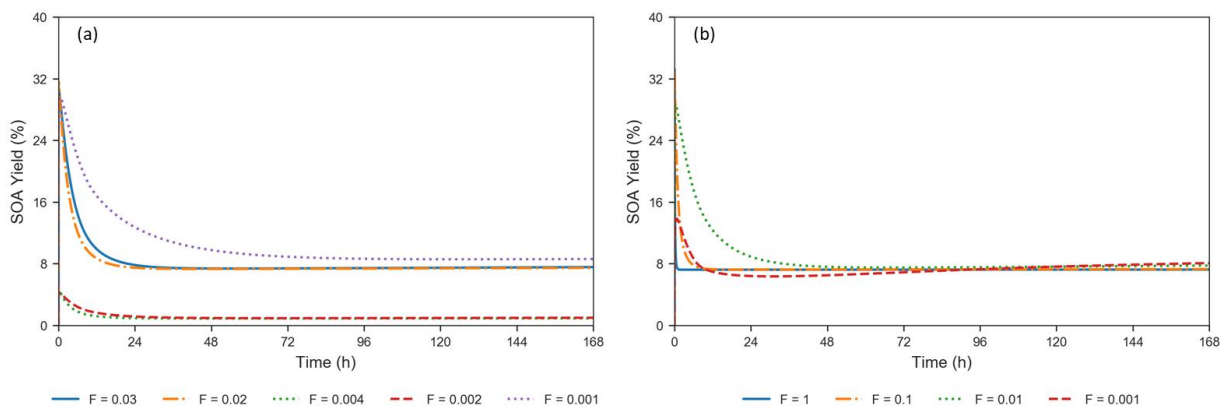 (a)
SOA Yield (%)
40
32
24
16
8
0
0 24 48 72 96 120 144 168
Time (h)
F = 0.03 F = 0.02 F = 0.004 F = 0.002 F = 0.001
(b)
SOA Yield (%)
40
32
24
16
8
0
0 24 48 72 96 120 144 168
Time (h)
F = 1 F = 0.1 F = 0.01 F = 0.001